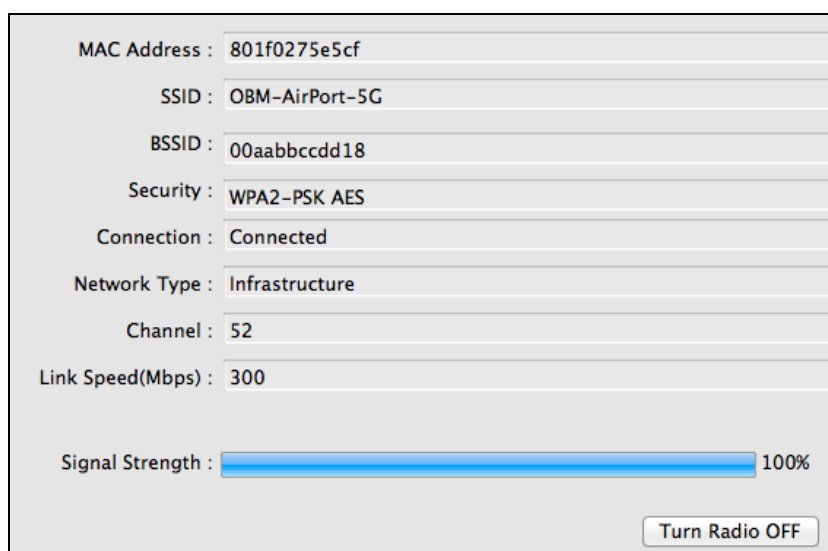 MAC Address : 801f0275e5cf
SSID : OBM-AirPort-5G
BSSID : 00aabbccdd18
Security : WPA2-PSK AES
Connection : Connected
Network Type : Infrastructure
Channel : 52
Link Speed(Mbps) : 300
Signal Strength : 100%
Turn Radio OFF